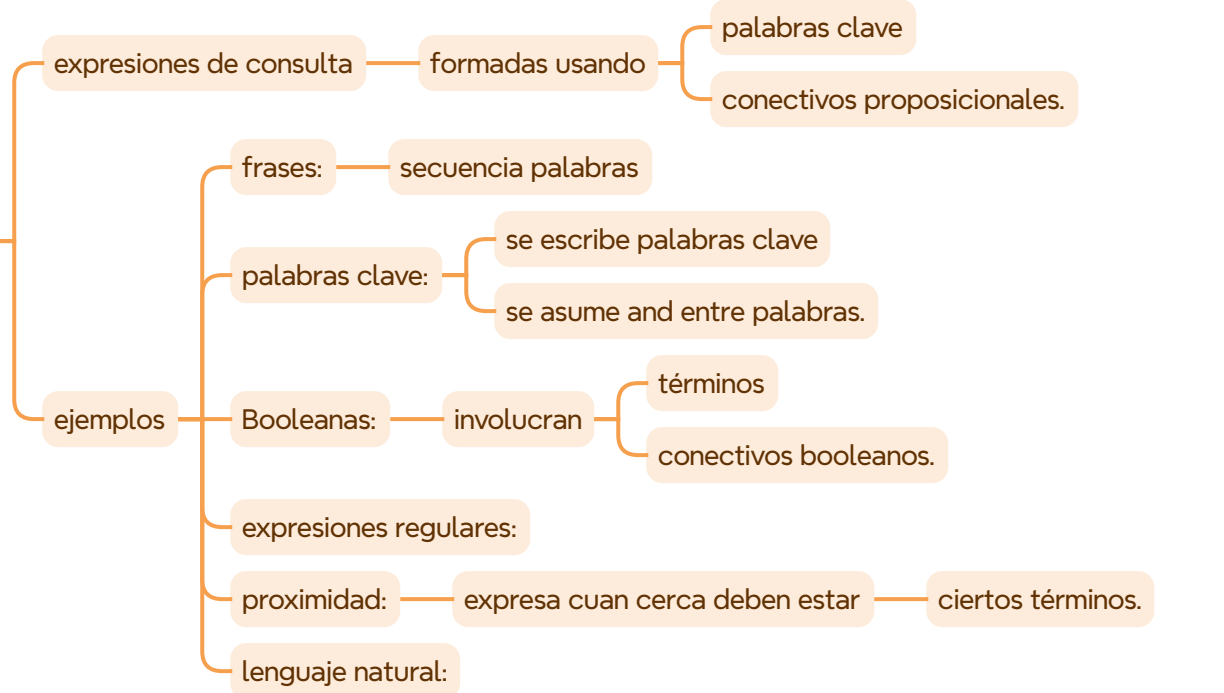 expresiones de consulta
formadas usando
palabras clave
conectivos proposicionales.
ejemplos
frases:
secuencia palabras
palabras clave:
se escribe palabras clave
se asume and entre palabras.
Booleanas:
involucran
términos
conectivos booleanos.
expresiones regulares:
proximidad:
expresa cuan cerca deben estar
ciertos términos.
lenguaje natural: